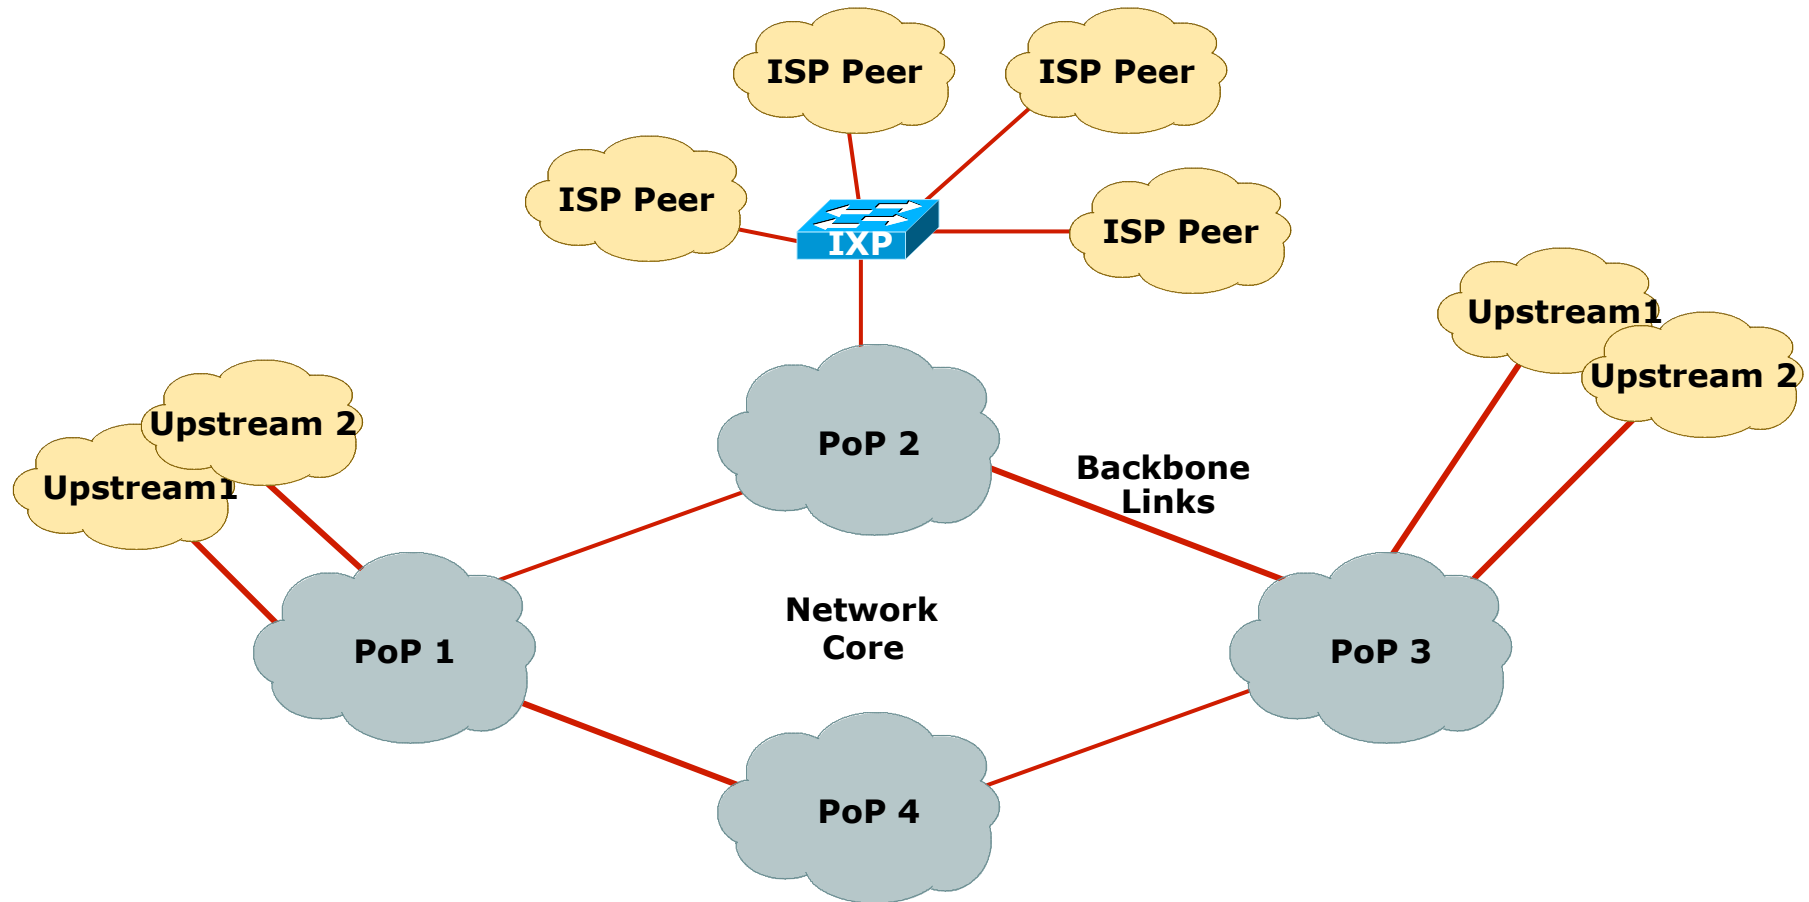 ISP Peer
ISP Peer
ISP Peer
ISP Peer
IXP
Upstream1
Upstream 2
Upstream 2
Upstream1
PoP 2
Backbone
Links
Network
Core
PoP 1
PoP 3
PoP 4